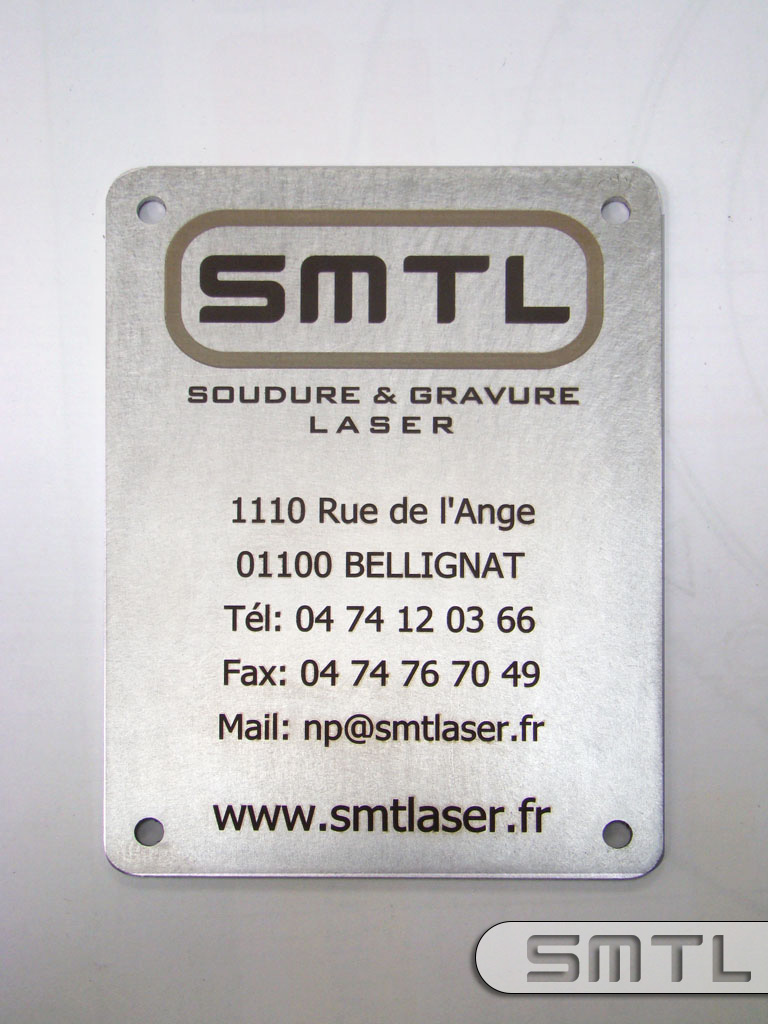 SMTL
SOUDURE & GRAVURE
LASER
1110 Rue de l'Ange
01100 BELLIGNAT
Tél: 04 74 12 03 66
Fax: 04 74 76 70 49
Mail: np@smtlaser.fr
www.smtlaser.fr
SMTL